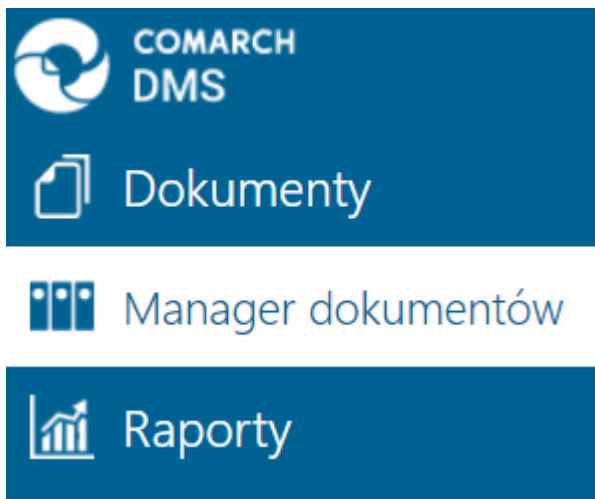 COMARCH
DMS
Dokumenty
Manager dokumentów
Raporty